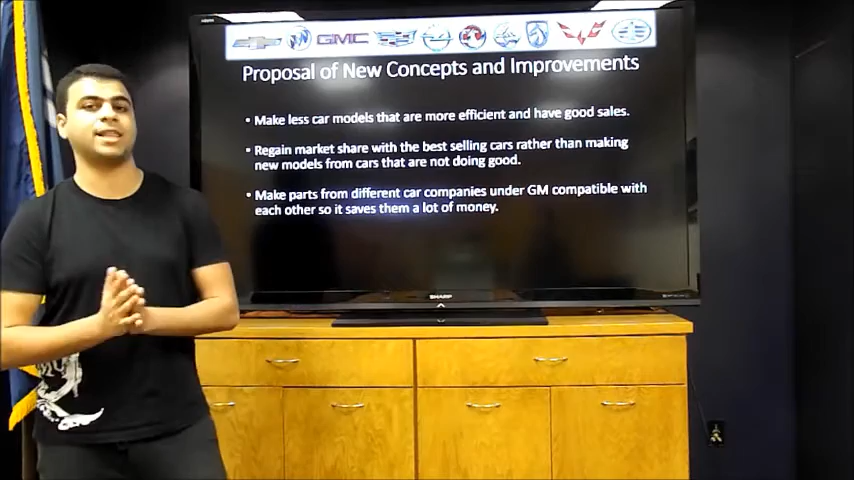 GMC
Proposal of New Concepts and Improvements
• Make less car models that are more efficient and have good sales.
• Regain market share with the best selling cars rather than making
new models from cars that are not doing good.
• Make parts from different car companies under GM compatible with
each other so it saves them a lot of money.
SHARP